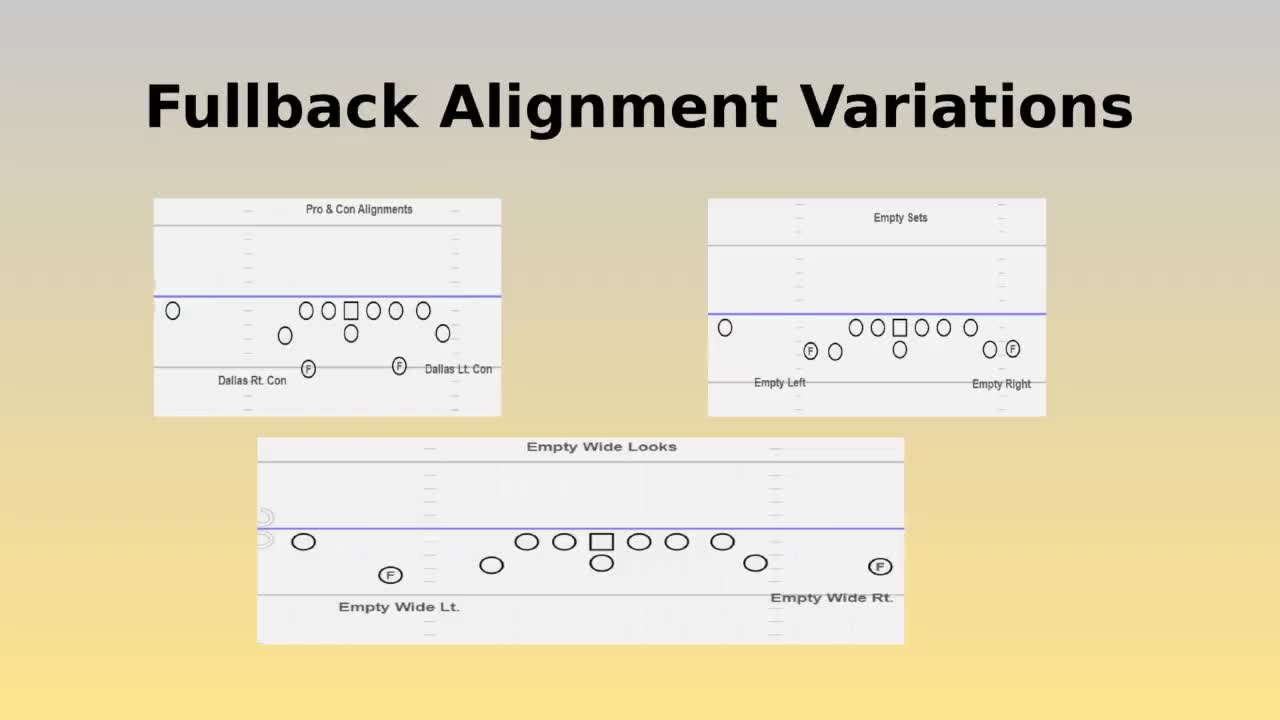 Fullback Alignment Variations
Pro & Con Alignments
F
F
Dallas Rt. Con
Dallas Lt. Con
Empty Sets
F
F
Empty Left
Empty Right
Empty Wide Looks
F
F
Empty Wide Lt.
Empty Wide Rt.